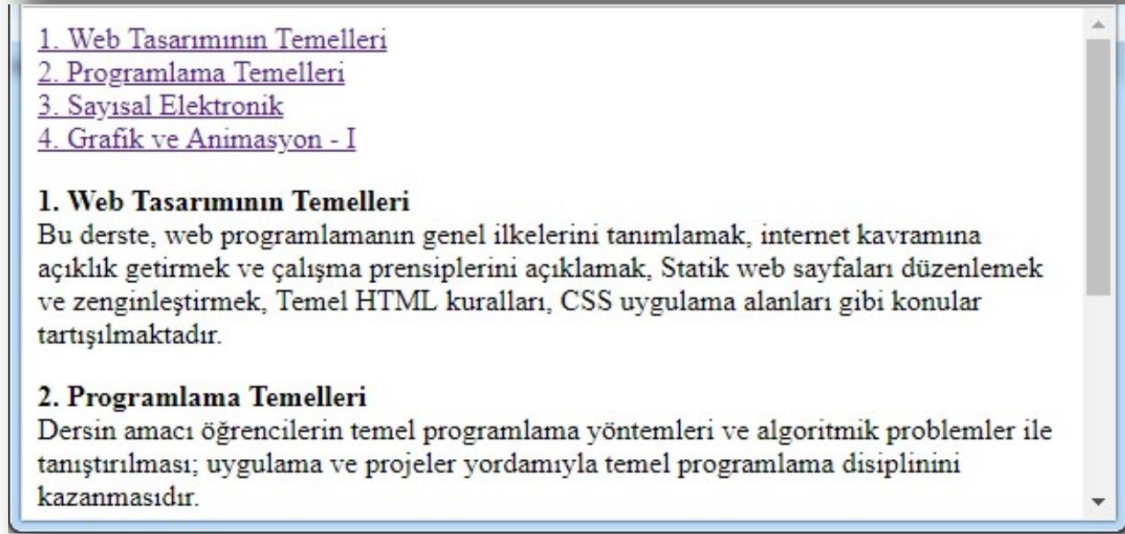 1. Web Tasarımının Temelleri
2. Programlama Temelleri
3. Sayısal Elektronik
4. Grafik ve Animasyon - I
1. Web Tasarımının Temelleri
Bu derste, web programlamanın genel ilkelerini tanımlamak, internet kavramına
açıklık getirmek ve çalışma prensiplerini açıklamak, Statik web sayfaları düzenlemek
ve zenginleştirmek, Temel HTML kuralları, CSS uygulama alanları gibi konular
tartışılmaktadır.
2. Programlama Temelleri
Dersin amacı öğrencilerin temel programlama yöntemleri ve algoritmik problemler ile
tanıştırılması; uygulama ve projeler yordamıyla temel programlama disiplinini
kazanmasıdır.